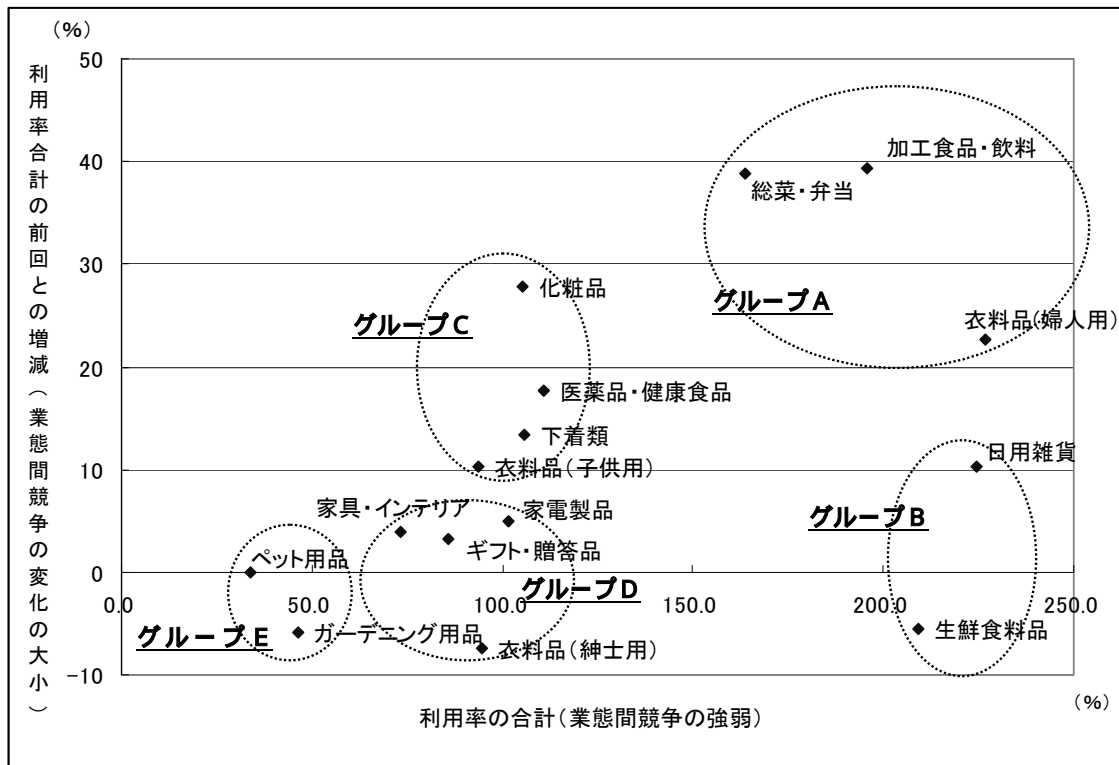 (%)
50
40
30
20
10
0
-10
利用率合計の前回との増減(業態間競争の変化の大小)
加工食品・飲料
総菜・弁当
グループA
衣料品(婦人用)
化粧品
グループC
医薬品・健康食品
下着類
衣料品(子供用)
日用雑貨
グループB
家具・インテリア
家電製品
ギフト・贈答品
ペット用品
グループD
0.0 50.0 100.0 150.0 200.0 250.0
グループE
ガーデニング用品
衣料品(紳士用)
生鮮食料品
(%)
利用率の合計(業態間競争の強弱)